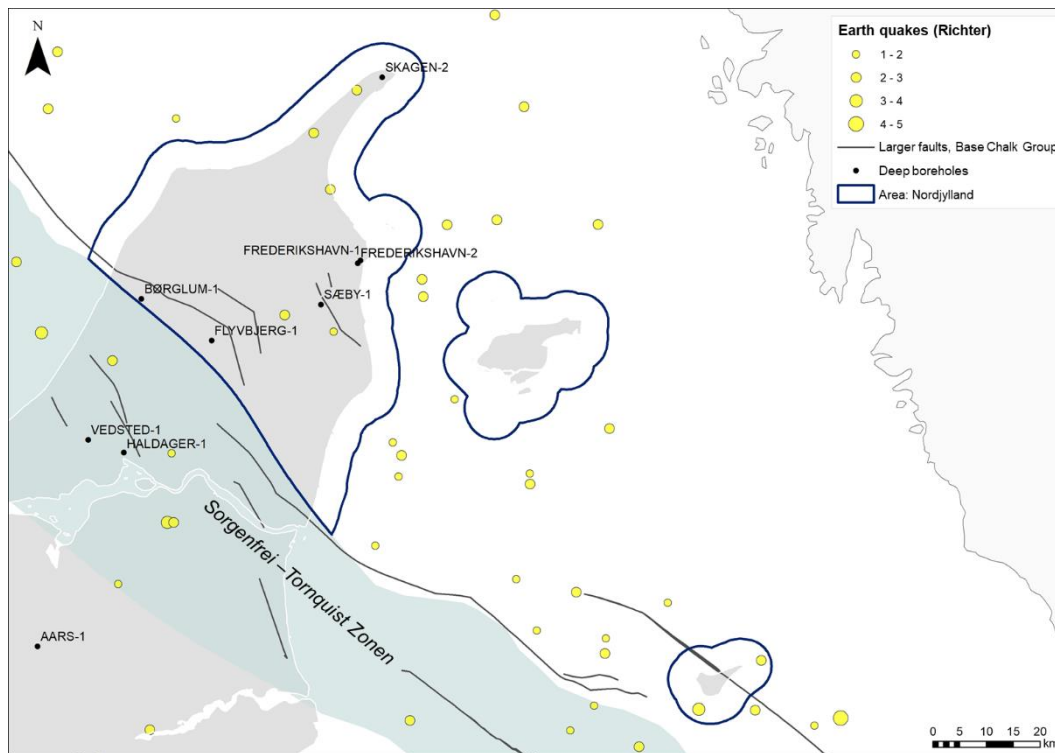 N
SKAGEN-2
FREDERIKSHAVN-1
FREDERIKSHAVN-2
BØRGLUM-1
SÆBY-1
FLYVBJERG-1
VEDSTED-1
HALDAGER-1
AARS-1
Sorgenfrei –Tornquist Zonen
Earth quakes (Richter)
1 - 2
2 - 3
3 - 4
4 - 5
Larger faults, Base Chalk Group
Deep boreholes
Area: Nordjylland
0 5 10 15 20
km